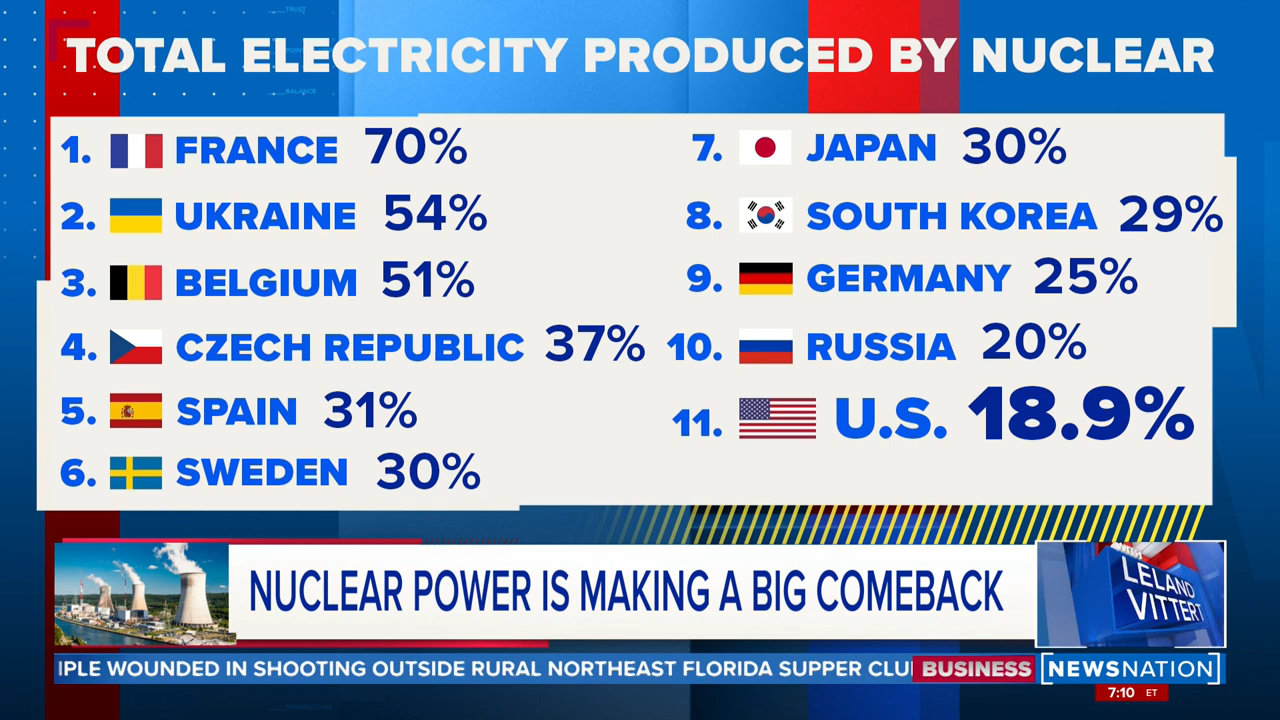 TRUST
POINT
BALANCE
TOTAL ELECTRICITY PRODUCED BY NUCLEAR
1. FRANCE 70%
2. UKRAINE 54%
3. BELGIUM 51%
4. CZECH REPUBLIC 37%
5. SPAIN 31%
6. SWEDEN 30%
7. JAPAN 30%
8. SOUTH KOREA 29%
9. GERMANY 25%
10. RUSSIA 20%
11. U.S. 18.9%
NUCLEAR POWER IS MAKING A BIG COMEBACK
LELAND
VITTERT
IPLE WOUNDED IN SHOOTING OUTSIDE RURAL NORTHEAST FLORIDA SUPPER CLU
BUSINESS
NEWSNATION
7:10 ET